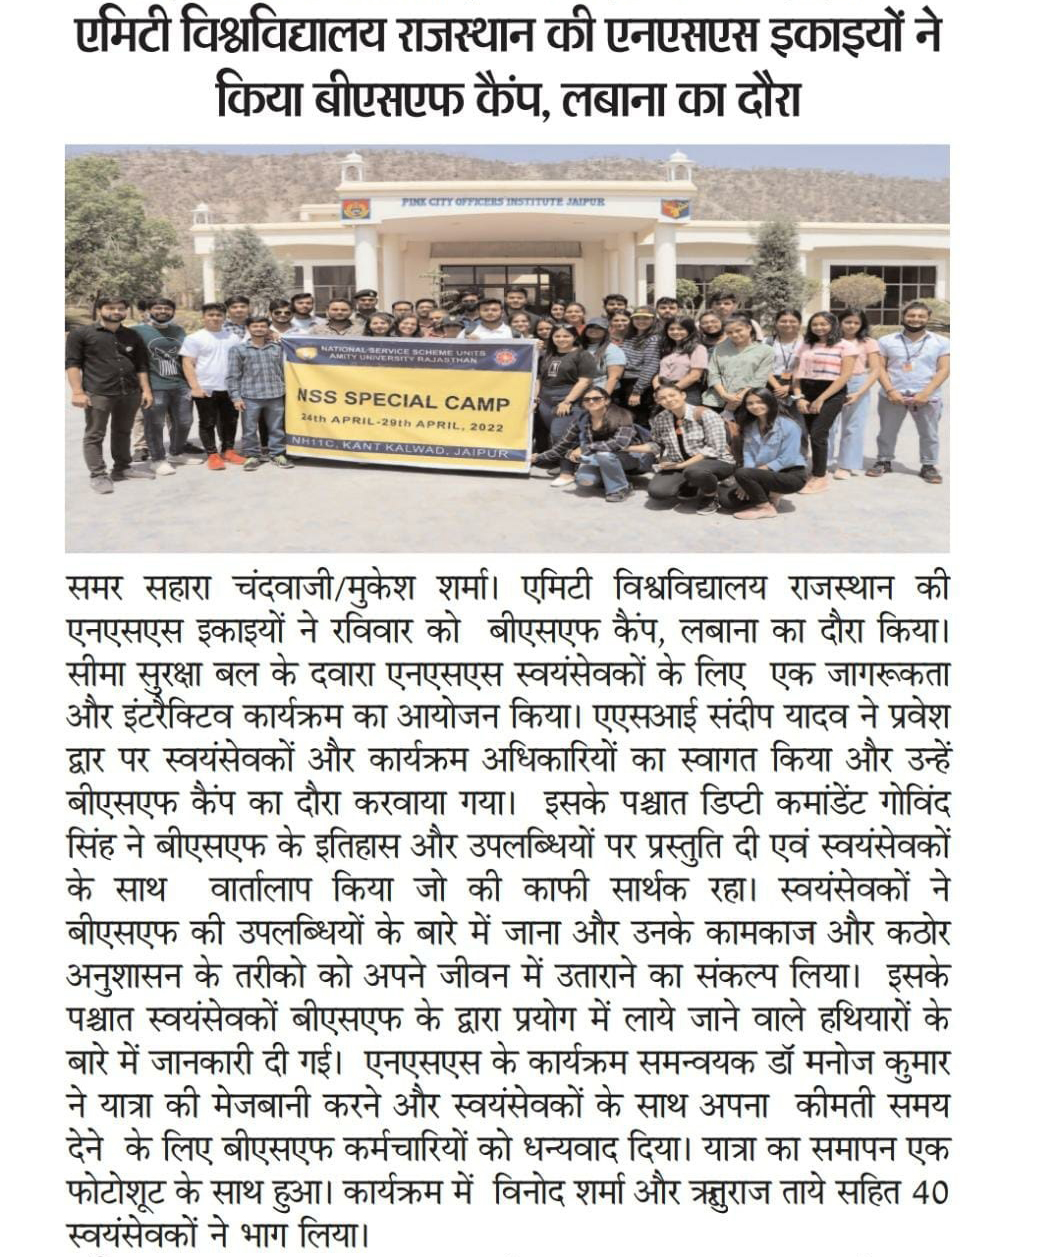 एमिटी विश्वविद्यालय राजस्थान की एनएसएस इकाइयों ने
किया बीएसएफ कैंप, लबाना का दौरा
PINK CITY OFFICERS INSTITUTE JAIPUR
NATIONAL SERVICE SCHEME UNITS
AMITY UNIVERSITY RAJASTHAN
NSS SPECIAL CAMP
24th APRIL-29th APRIL, 2022
NH11C, KANT KALWAD, JAIPUR
समर सहारा चंदवाजी/मुकेश शर्मा। एमिटी विश्वविद्यालय राजस्थान की
एनएसएस इकाइयों ने रविवार को बीएसएफ कैंप, लबाना का दौरा किया।
सीमा सुरक्षा बल के दवारा एनएसएस स्वयंसेवकों के लिए एक जागरूकता
और इंटरैक्टिव कार्यक्रम का आयोजन किया। एएसआई संदीप यादव ने प्रवेश
द्वार पर स्वयंसेवकों और कार्यक्रम अधिकारियों का स्वागत किया और उन्हें
बीएसएफ कैंप का दौरा करवाया गया। इसके पश्चात डिप्टी कमांडेंट गोविंद
सिंह ने बीएसएफ के इतिहास और उपलब्धियों पर प्रस्तुति दी एवं स्वयंसेवकों
के साथ वार्तालाप किया जो की काफी सार्थक रहा। स्वयंसेवकों ने
बीएसएफ की उपलब्धियों के बारे में जाना और उनके कामकाज और कठोर
अनुशासन के तरीको को अपने जीवन में उताराने का संकल्प लिया। इसके
पश्चात स्वयंसेवकों बीएसएफ के द्वारा प्रयोग में लाये जाने वाले हथियारों के
बारे में जानकारी दी गई। एनएसएस के कार्यक्रम समन्वयक डॉ मनोज कुमार
ने यात्रा की मेजबानी करने और स्वयंसेवकों के साथ अपना कीमती समय
देने के लिए बीएसएफ कर्मचारियों को धन्यवाद दिया। यात्रा का समापन एक
फोटोशूट के साथ हुआ। कार्यक्रम में विनोद शर्मा और ऋतुराज ताये सहित 40
स्वयंसेवकों ने भाग लिया।